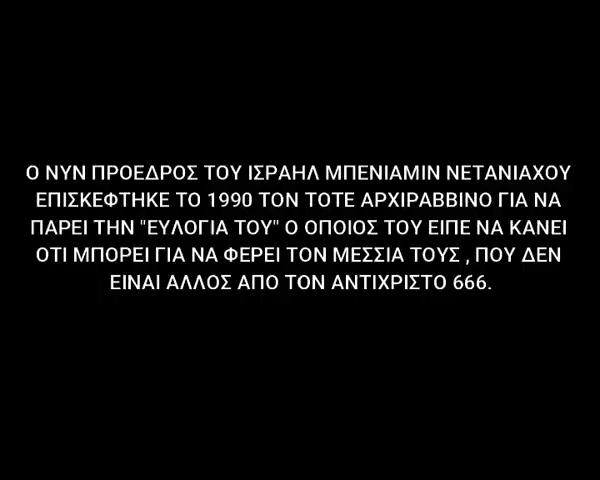 Ο ΝΥΝ ΠΡΟΕΔΡΟΣ ΤΟΥ ΙΣΡΑΗΛ ΜΠΕΝΙΑΜΙΝ ΝΕΤΑΝΙΑΧΟΥ
ΕΠΙΣΚΕΦΤΗΚΕ ΤΟ 1990 ΤΟΝ ΤΟΤΕ ΑΡΧΙΡΑΒΒΙΝΟ ΓΙΑ ΝΑ
ΠΑΡΕΙ ΤΗΝ "ΕΥΛΟΓΙΑ ΤΟΥ" Ο ΟΠΟΙΟΣ ΤΟΥ ΕΙΠΕ ΝΑ ΚΑΝΕΙ
ΟΤΙ ΜΠΟΡΕΙ ΓΙΑ ΝΑ ΦΕΡΕΙ ΤΟΝ ΜΕΣΣΙΑ ΤΟΥΣ , ΠΟΥ ΔΕΝ
ΕΙΝΑΙ ΑΛΛΟΣ ΑΠΟ ΤΟΝ ΑΝΤΙΧΡΙΣΤΟ 666.